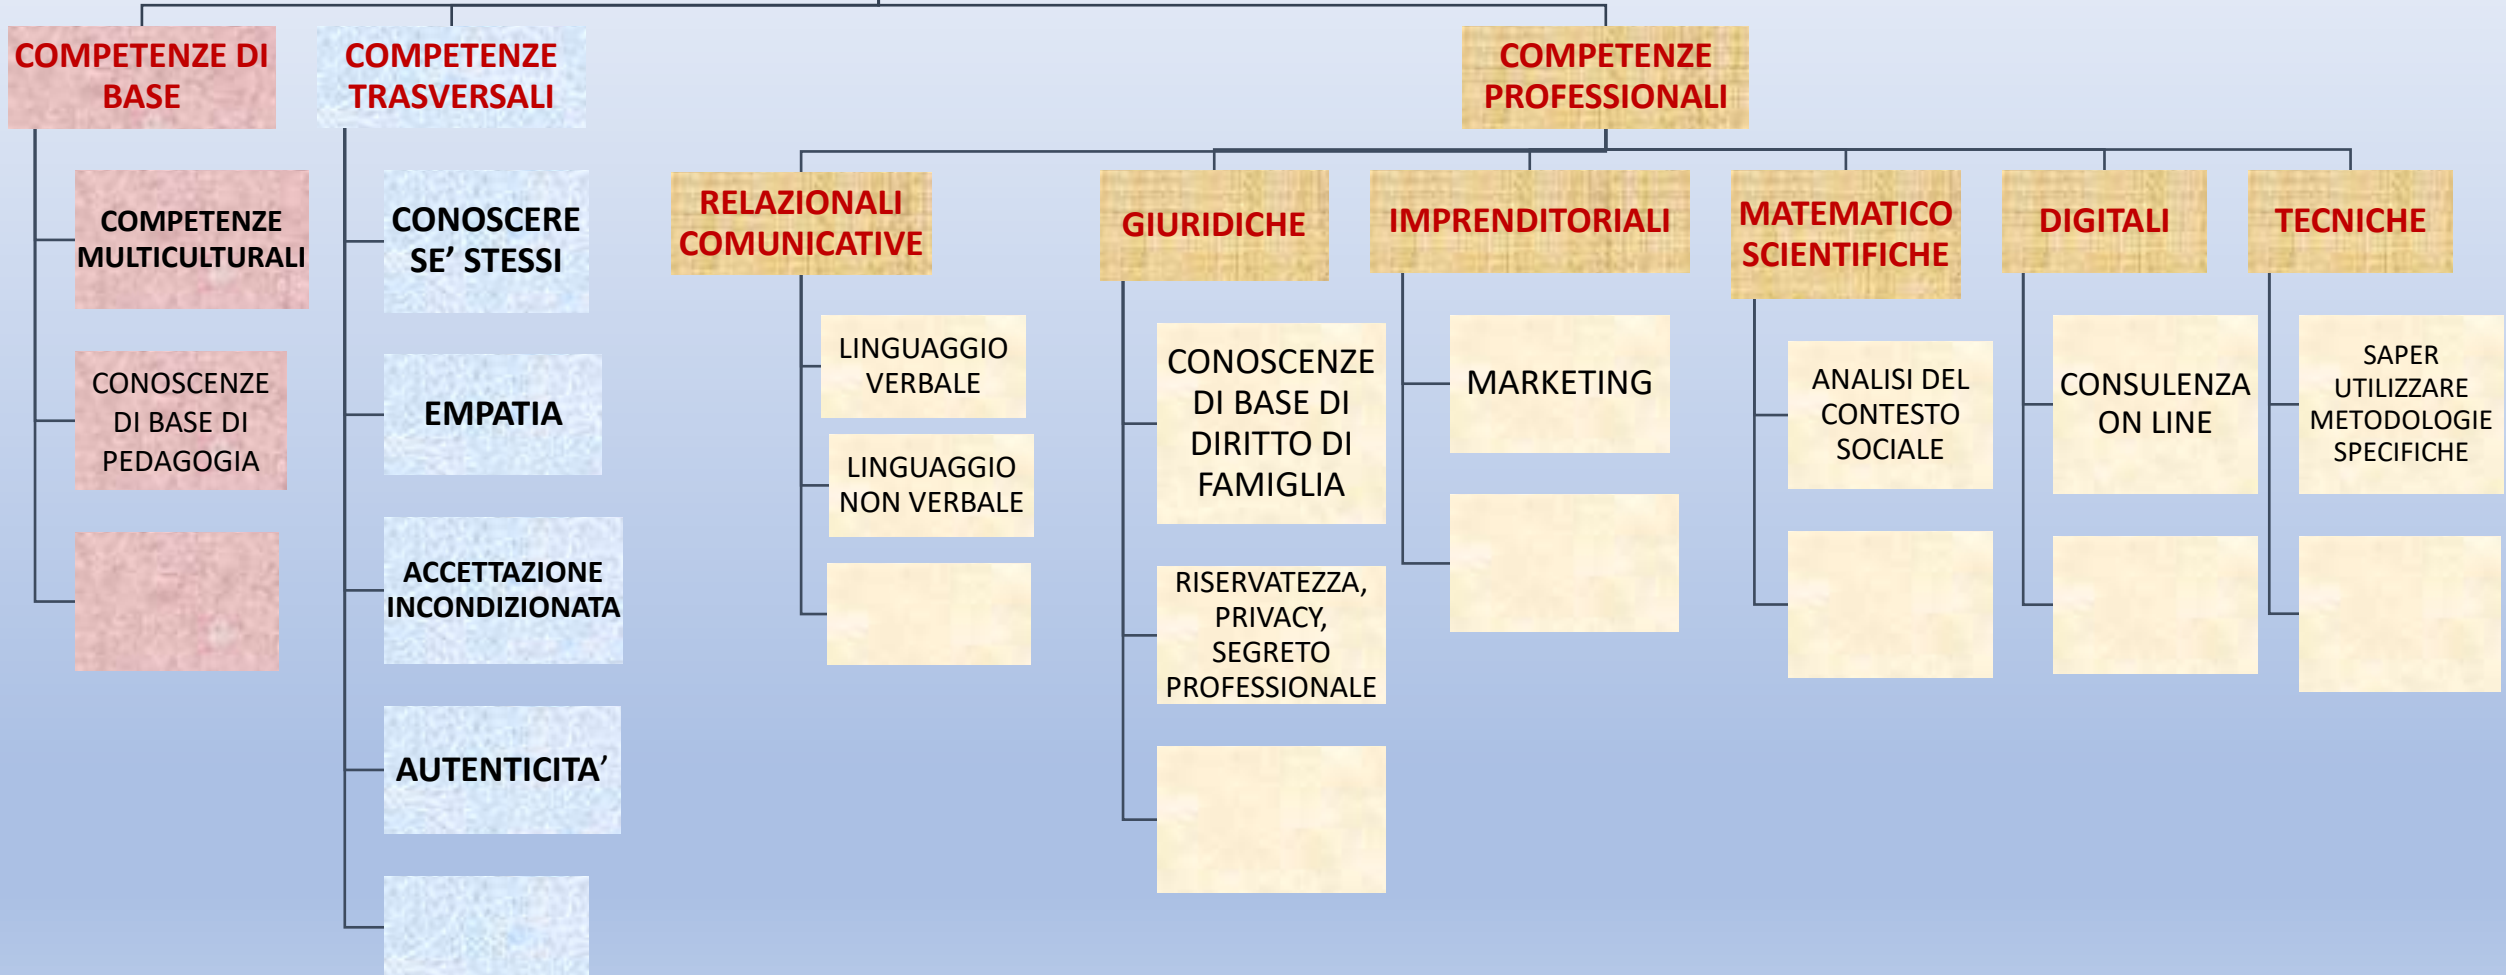 COMPETENZE DI
BASE
COMPETENZE
TRASVERSALI
COMPETENZE
PROFESSIONALI
COMPETENZE
MULTICULTURALI
CONOSCENZE
DI BASE DI
PEDAGOGIA
CONOSCERE
SE’ STESSI
EMPATIA
ACCETTAZIONE
INCONDIZIONATA
AUTENTICITA’
RELAZIONALI
COMUNICATIVE
LINGUAGGIO
VERBALE
LINGUAGGIO
NON VERBALE
GIURIDICHE
CONOSCENZE
DI BASE DI
DIRITTO DI
FAMIGLIA
RISERVATEZZA,
PRIVACY,
SEGRETO
PROFESSIONALE
IMPRENDITORIALI
MARKETING
MATEMATICO
SCIENTIFICHE
ANALISI DEL
CONTESTO
SOCIALE
DIGITALI
CONSULENZA
ON LINE
TECNICHE
SAPER
UTILIZZARE
METODOLOGIE
SPECIFICHE